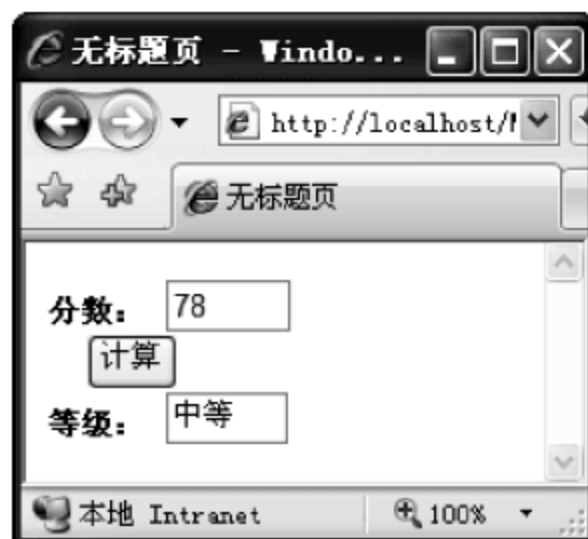 无标题页 - Windo...
http://localhost/
无标题页
分数： 78
计算
等级： 中等
本地 Intranet 100%